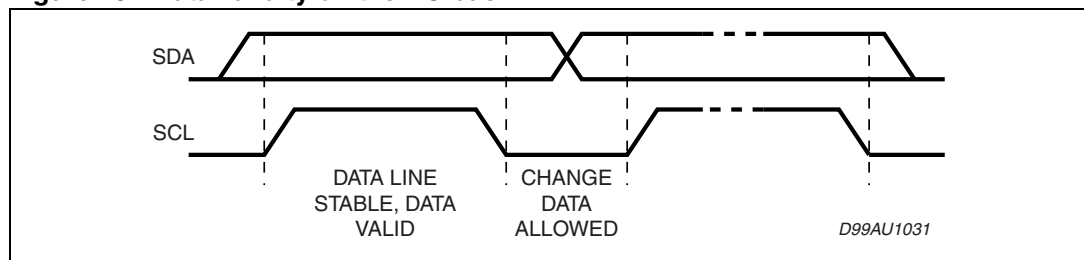 SDA
SCL
DATA LINE
STABLE, DATA
VALID
CHANGE
DATA
ALLOWED
D99AU1031